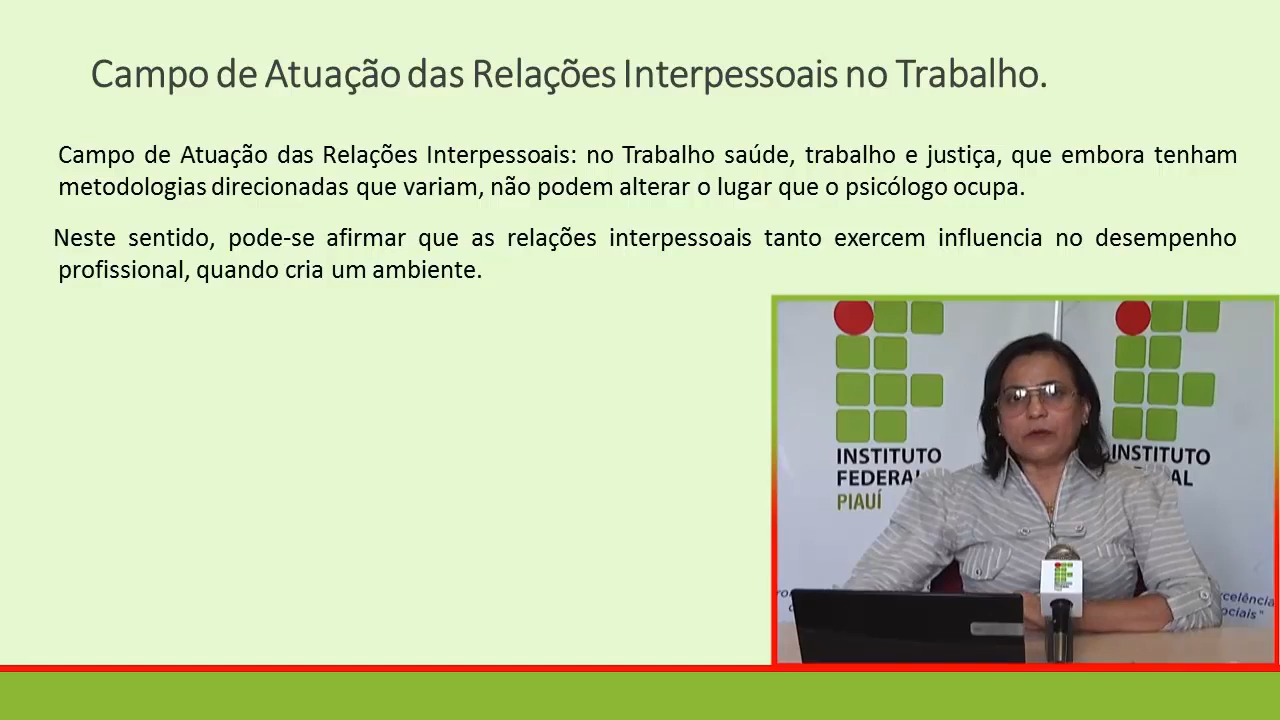 Campo de Atuação das Relações Interpessoais no Trabalho.
Campo de Atuação das Relações Interpessoais: no Trabalho saúde, trabalho e justiça, que embora tenham
metodologias direcionadas que variam, não podem alterar o lugar que o psicólogo ocupa.
Neste sentido, pode-se afirmar que as relações interpessoais tanto exercem influencia no desempenho
profissional, quando cria um ambiente.
INSTITUTO
FEDERAL
PIAUÍ
INSTITUTO